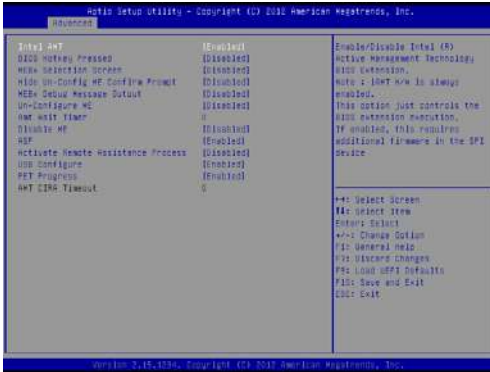 Aptio Setup Utility - Copyright (C) 2012 American Megatrends, Inc.
Advanced
Intel AMT [Enabled]
BIOS Hotkey Pressed [Disabled]
MEBx Selection Screen [Disabled]
Hide Un-Config ME Confirm Prompt [Disabled]
MEBx Debug Message Output [Disabled]
Un-Configure ME [Disabled]
Amt Wait Timer 0
Disable ME [Disabled]
ASF [Enabled]
Activate Remote Assistance Process [Disabled]
USB Configure [Enabled]
PET Progress [Enabled]
AMT CIRA Timeout 0
Enable/Disable Intel (R)
Active Management Technology
BIOS Extension.
Note : iAMT H/W is always
enabled.
This option just controls the
BIOS extension execution.
If enabled, this requires
additional firmware in the SPI
device
→←: Select Screen
↑↓: Select Item
Enter: Select
+/-: Change Option
F1: General Help
F7: Discard Changes
F9: Load UEFI Defaults
F10: Save and Exit
ESC: Exit
Version 2.15.1234. Copyright (C) 2012 American Megatrends, Inc.